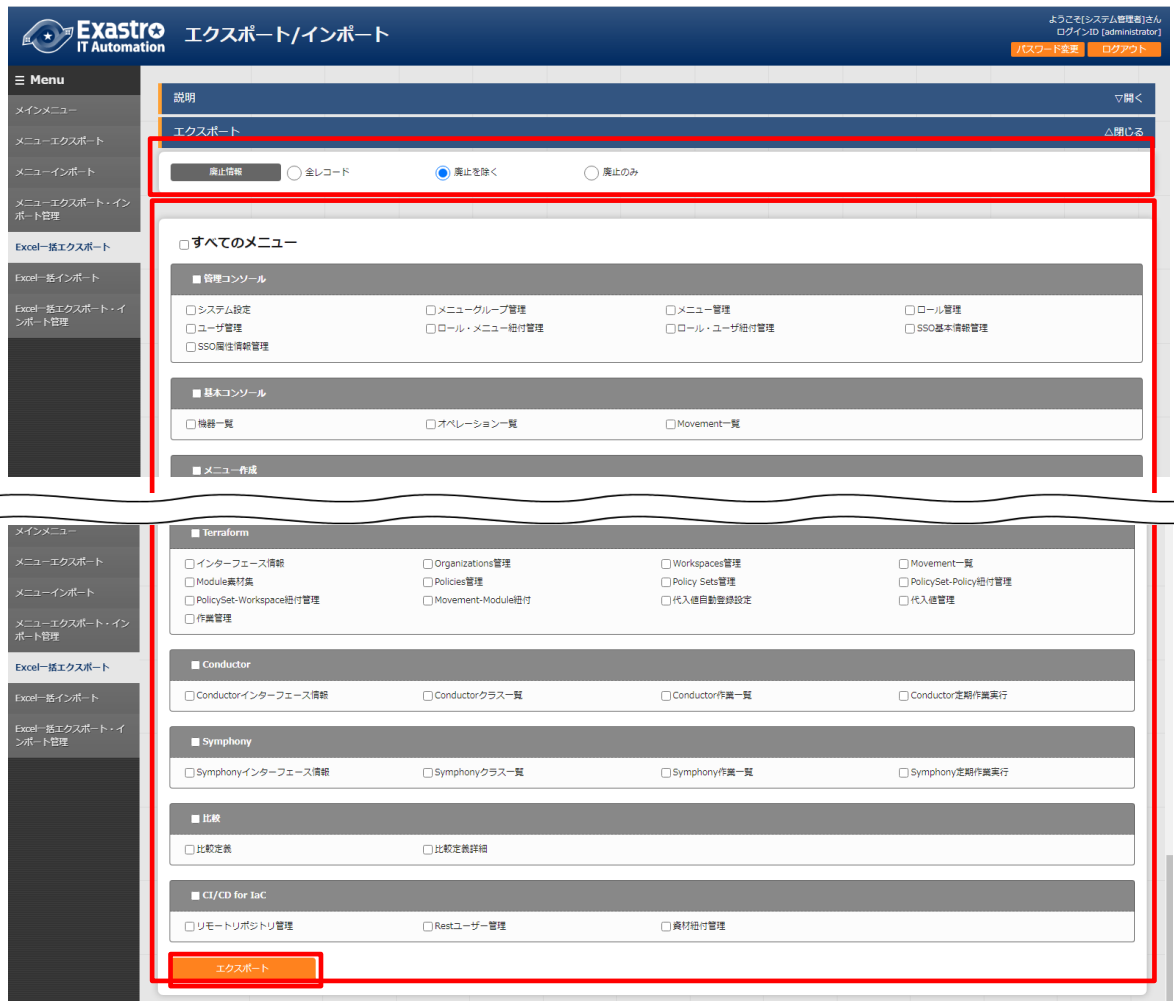 Exastro
IT Automation
エクスポート/インポート
ようこそ[システム管理者]さん
ログインID [administrator]
パスワード変更
ログアウト
☰ Menu
メインメニュー
メニューエクスポート
メニューインポート
メニューエクスポート・イン
ポート管理
Excel一括エクスポート
Excel一括インポート
Excel一括エクスポート・イ
ンポート管理
説明
▽開く
エクスポート
△閉じる
廃止情報
全レコード
廃止を除く
廃止のみ
すべてのメニュー
管理コンソール
システム設定
メニューグループ管理
メニュー管理
ロール管理
ユーザ管理
ロール・メニュー紐付管理
ロール・ユーザ紐付管理
SSO基本情報管理
SSO属性情報管理
基本コンソール
機器一覧
オペレーション一覧
Movement一覧
メニュー作成
メインメニュー
メニューエクスポート
メニューインポート
メニューエクスポート・イン
ポート管理
Excel一括エクスポート
Excel一括インポート
Excel一括エクスポート・イ
ンポート管理
Terraform
インターフェース情報
Organizations管理
Workspaces管理
Movement一覧
Module素材集
Policies管理
Policy Sets管理
PolicySet-Policy紐付管理
PolicySet-Workspace紐付管理
Movement-Module紐付
代入値自動登録設定
代入値管理
作業管理
Conductor
Conductorインターフェース情報
Conductorクラス一覧
Conductor作業一覧
Conductor定期作業実行
Symphony
Symphonyインターフェース情報
Symphonyクラス一覧
Symphony作業一覧
Symphony定期作業実行
比較
比較定義
比較定義詳細
CI/CD for IaC
リモートリポジトリ管理
Restユーザー管理
資材紐付管理
エクスポート